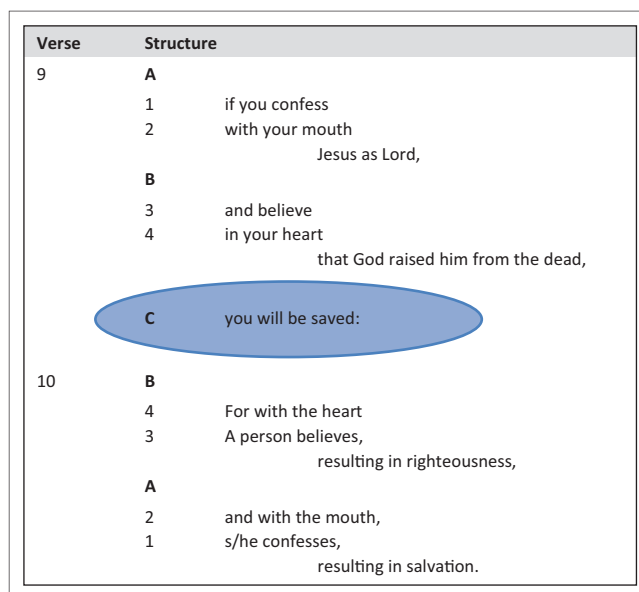 Verse Structure
9 A
1 if you confess
2 with your mouth
Jesus as Lord,
B
3 and believe
4 in your heart
that God raised him from the dead,
C you will be saved:
10 B
4 For with the heart
3 A person believes,
resulting in righteousness,
A
2 and with the mouth,
1 s/he confesses,
resulting in salvation.